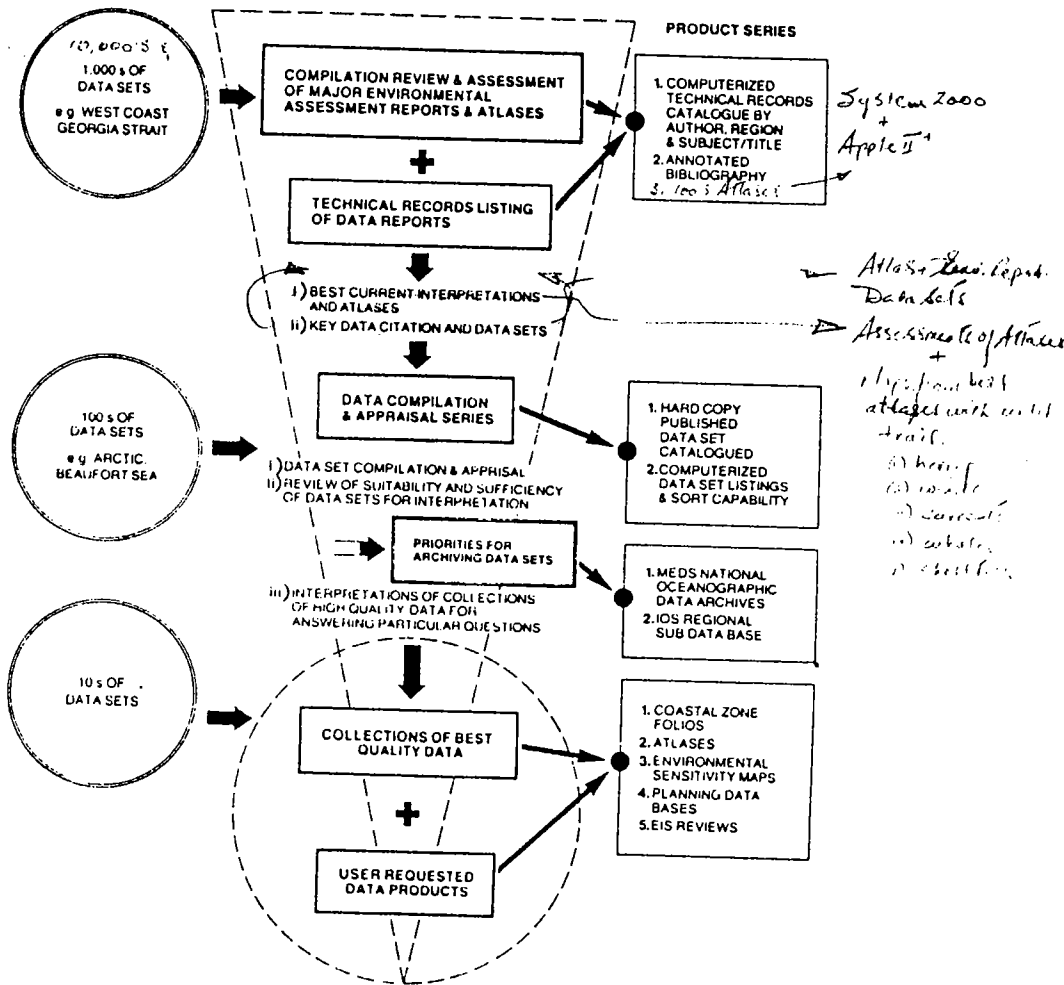 PRODUCT SERIES
10,000'S &
1,000 s OF
DATA SETS
e g WEST COAST
GEORGIA STRAIT
COMPILATION REVIEW & ASSESSMENT
OF MAJOR ENVIRONMENTAL
ASSESSMENT REPORTS & ATLASES
+
TECHNICAL RECORDS LISTING
OF DATA REPORTS
1. COMPUTERIZED
TECHNICAL RECORDS
CATALOGUE BY
AUTHOR, REGION
& SUBJECT/TITLE
2. ANNOTATED
BIBLIOGRAPHY
3. 100's Atlases
System 2000
+
Apple II+
i) BEST CURRENT INTERPRETATIONS
AND ATLASES
ii) KEY DATA CITATION AND DATA SETS
Atlas +
Data Sets
Assessments of Atlases
+
from best
atlases with
trail.
100 s OF
DATA SETS
e g. ARCTIC,
BEAUFORT SEA
DATA COMPILATION
& APPRAISAL SERIES
i) DATA SET COMPILATION & APPRISAL
ii) REVIEW OF SUITABILITY AND SUFFICIENCY
OF DATA SETS FOR INTERPRETATION
1. HARD COPY
PUBLISHED
DATA SET
CATALOGUED
2. COMPUTERIZED
DATA SET LISTINGS
& SORT CAPABILITY
PRIORITIES FOR
ARCHIVING DATA SETS
iii) INTERPRETATIONS OF COLLECTIONS
OF HIGH QUALITY DATA FOR
ANSWERING PARTICULAR QUESTIONS
1. MEDS NATIONAL
OCEANOGRAPHIC
DATA ARCHIVES
2. IOS REGIONAL
SUB DATA BASE
10 s OF
DATA SETS
COLLECTIONS OF BEST
QUALITY DATA
+
USER REQUESTED
DATA PRODUCTS
1. COASTAL ZONE
FOLIOS
2. ATLASES
3. ENVIRONMENTAL
SENSITIVITY MAPS
4. PLANNING DATA
BASES
5. EIS REVIEWS